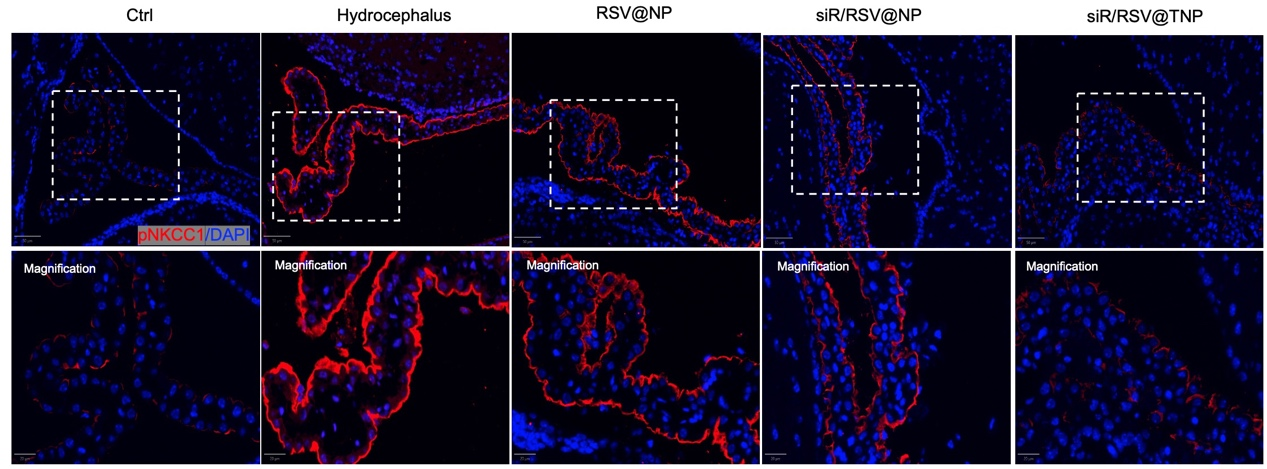 Ctrl
Hydrocephalus
RSV@NP
siR/RSV@NP
siR/RSV@TNP
pNKCC1/DAPI
Magnification
Magnification
Magnification
Magnification
Magnification